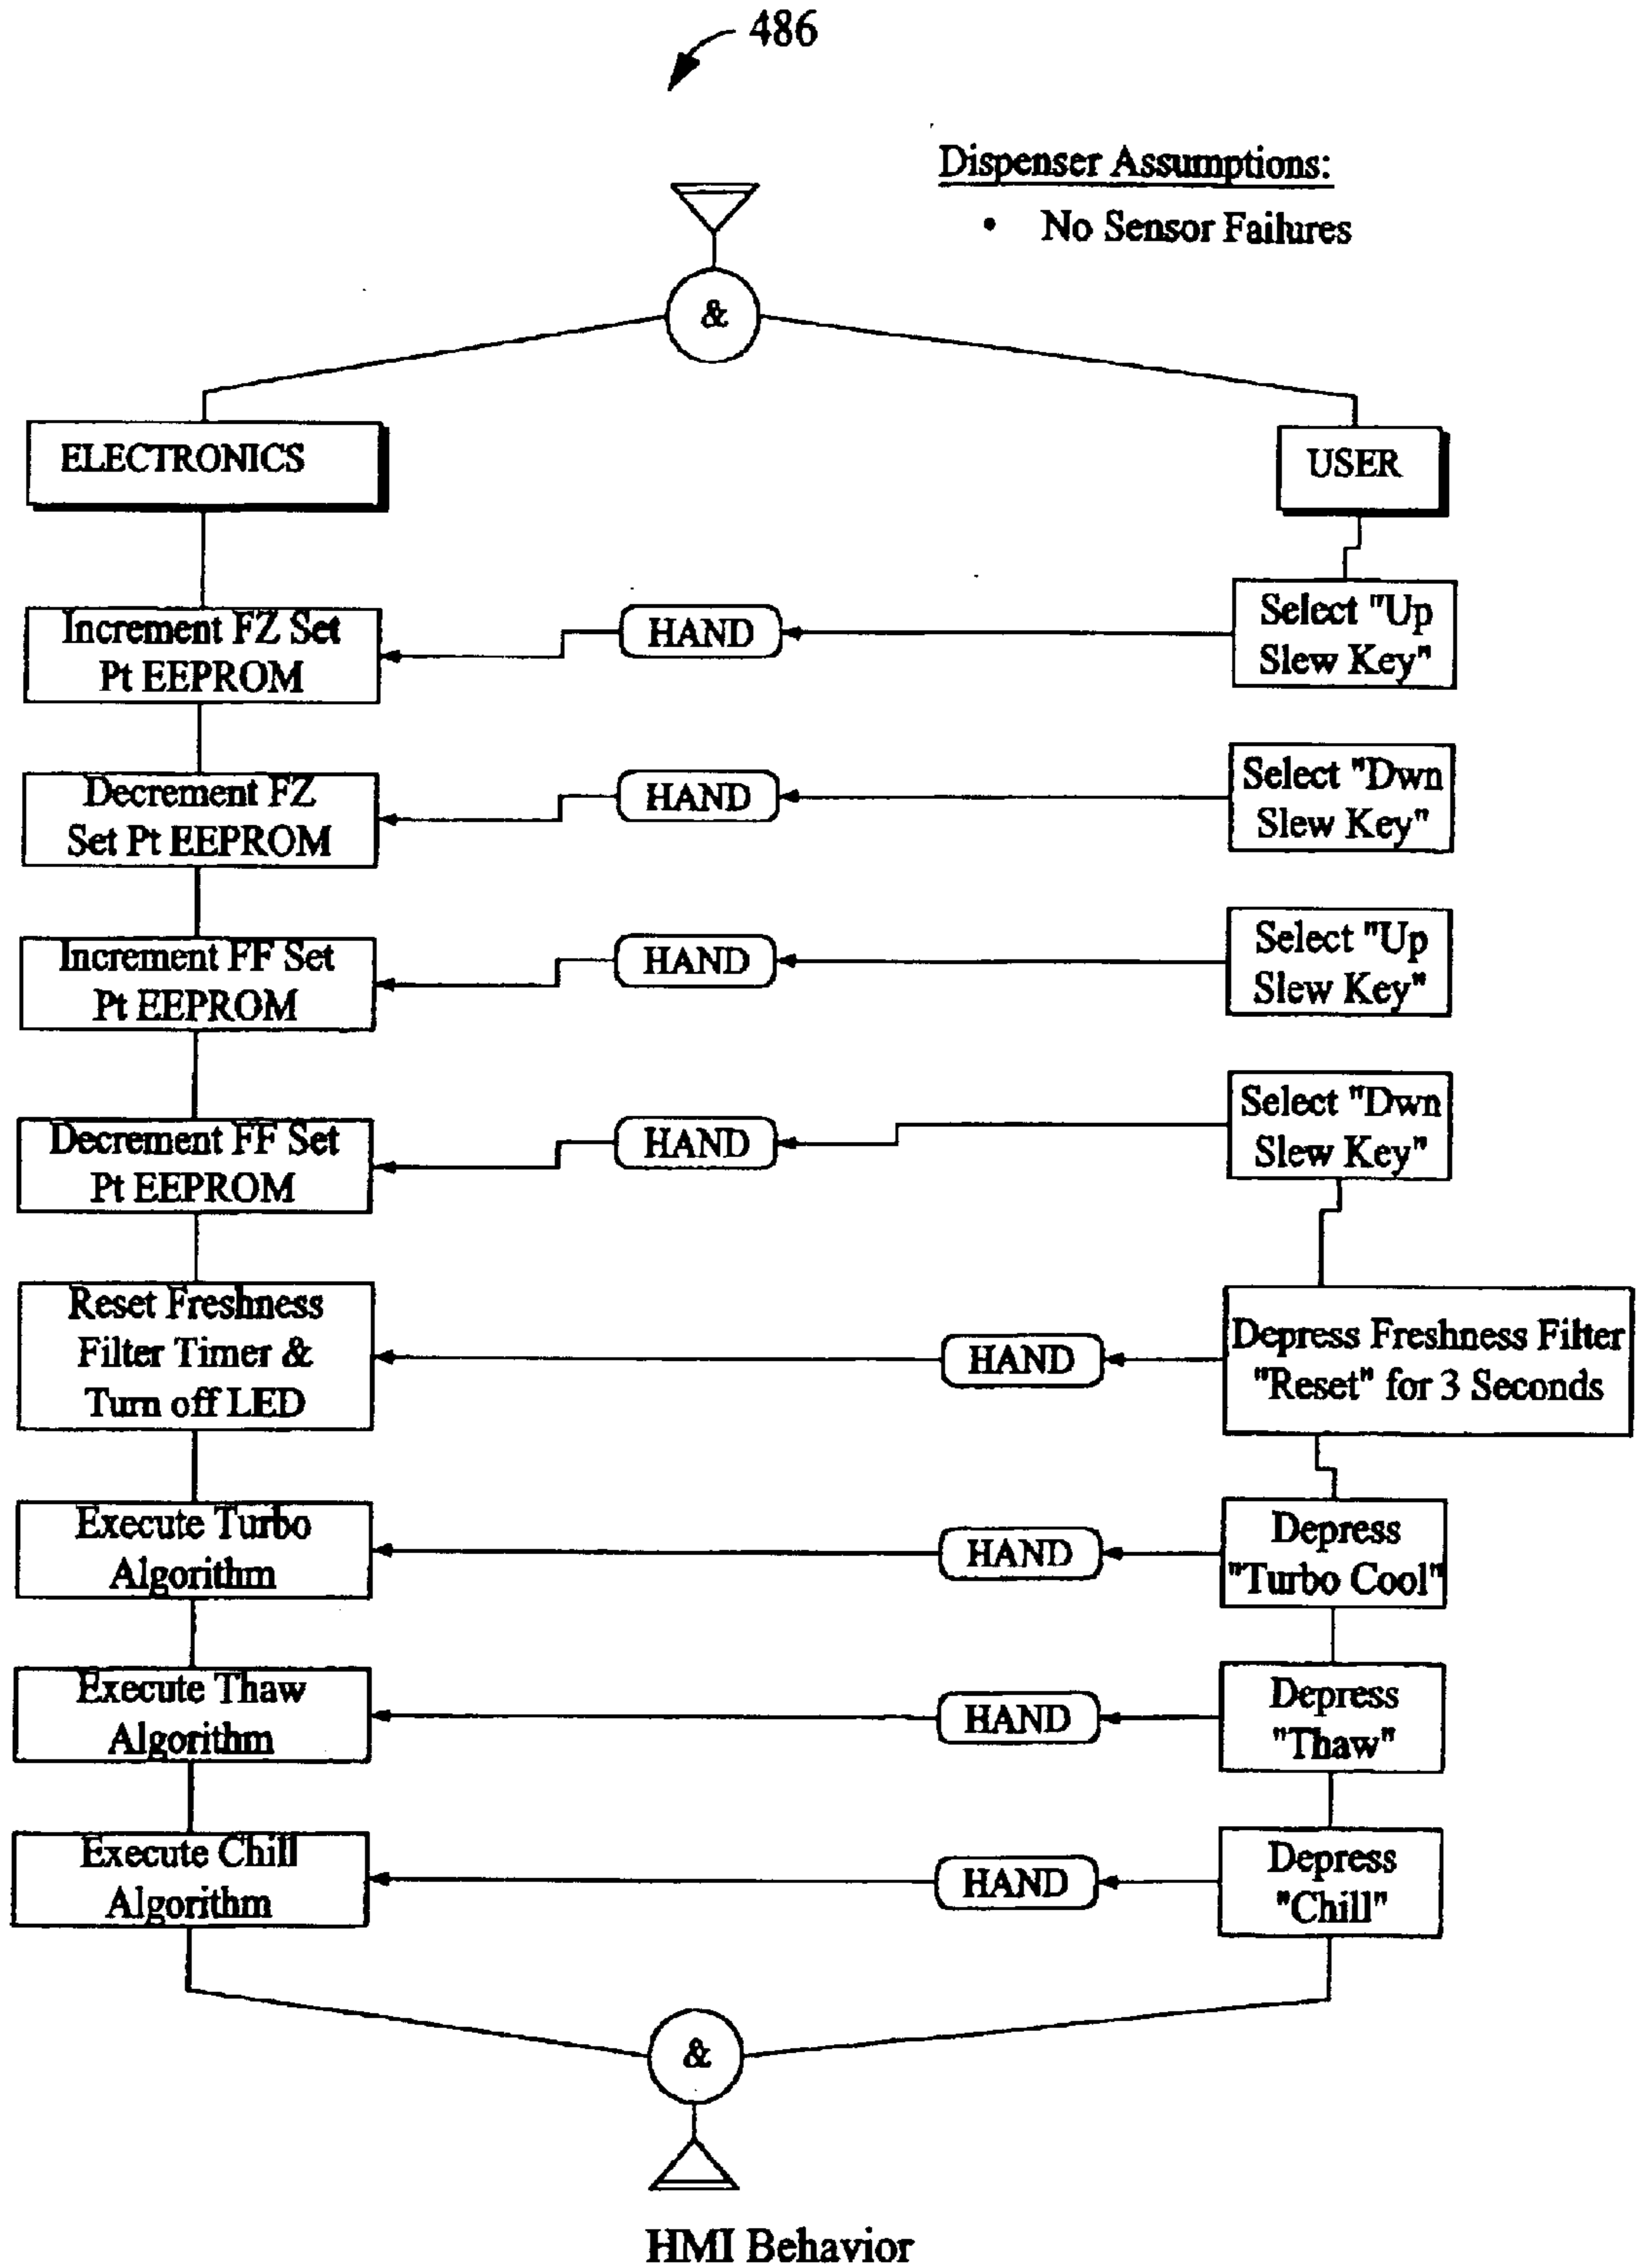 486
Dispenser Assumptions:
• No Sensor Failures
&
ELECTRONICS
USER
Increment FZ Set
Pt EEPROM
HAND
Select "Up
Slew Key"
Decrement FZ
Set Pt EEPROM
HAND
Select "Dwn
Slew Key"
Increment FF Set
Pt EEPROM
HAND
Select "Up
Slew Key"
Decrement FF Set
Pt EEPROM
HAND
Select "Dwn
Slew Key"
Reset Freshness
Filter Timer &
Turn off LED
HAND
Depress Freshness Filter
"Reset" for 3 Seconds
Execute Turbo
Algorithm
HAND
Depress
"Turbo Cool"
Execute Thaw
Algorithm
HAND
Depress
"Thaw"
Execute Chill
Algorithm
HAND
Depress
"Chill"
&
HMI Behavior